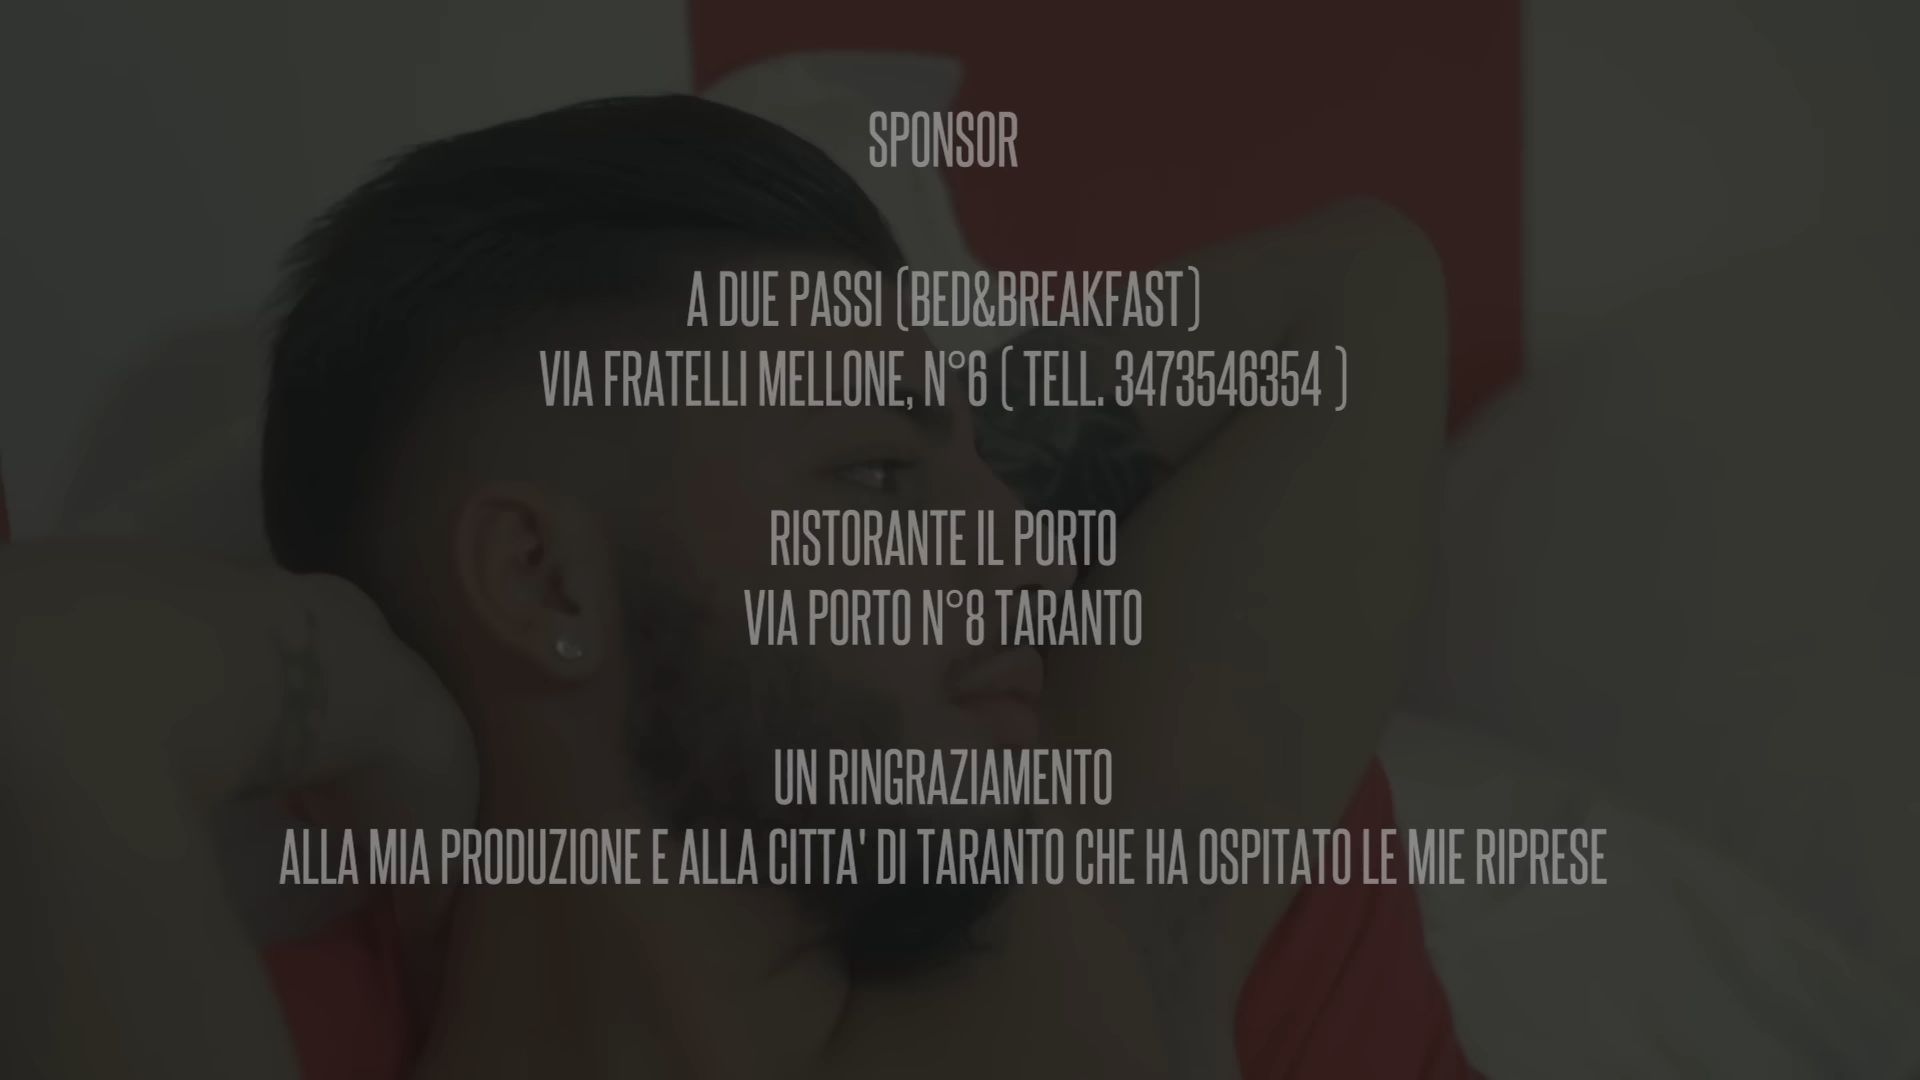 SPONSOR
A DUE PASSI (BED&BREAKFAST)
VIA FRATELLI MELLONE, N°6 ( TELL. 3473546354 )
RISTORANTE IL PORTO
VIA PORTO N°8 TARANTO
UN RINGRAZIAMENTO
ALLA MIA PRODUZIONE E ALLA CITTA' DI TARANTO CHE HA OSPITATO LE MIE RIPRESE